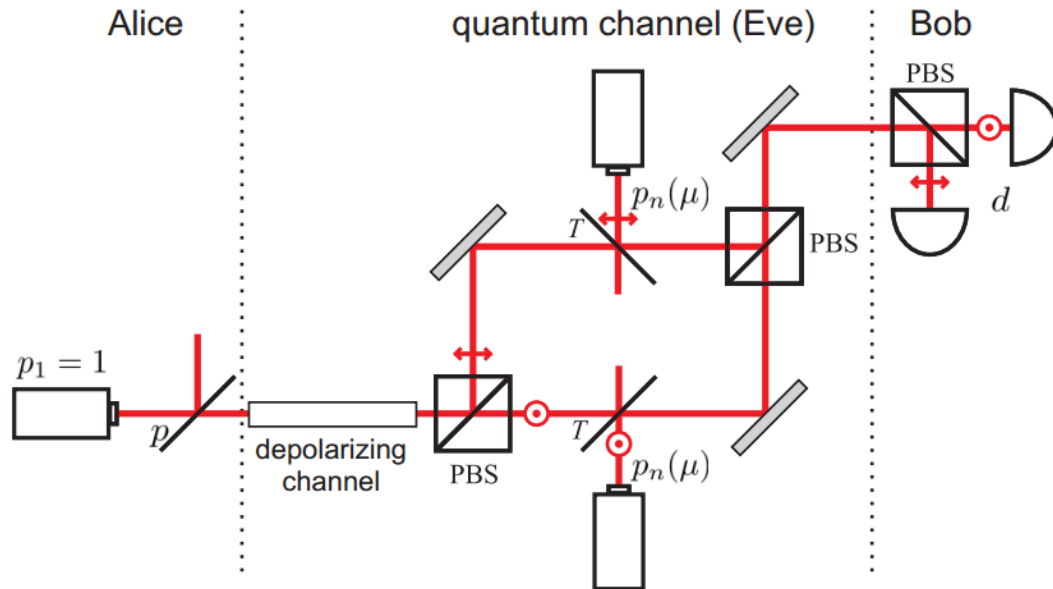 Alice
quantum channel (Eve)
Bob
PBS
p_n(μ)
d
T
PBS
p_1 = 1
p
depolarizing
channel
PBS
T
p_n(μ)